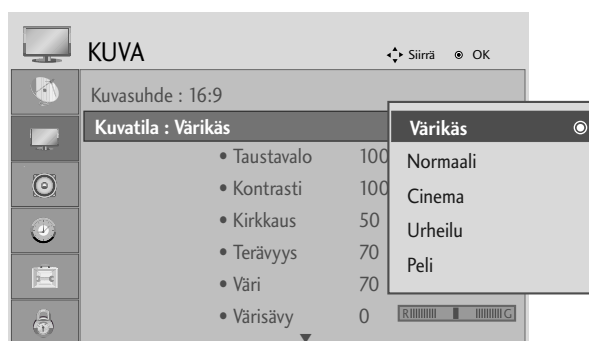 KUVA
Siirrä OK
Kuvasuhde : 16:9
Kuvatila : Värikäs
• Taustavalo 100
• Kontrasti 100
• Kirkkaus 50
• Terävyys 70
• Väri 70
• Värisävy 0 R G
Värikäs
Normaali
Cinema
Urheilu
Peli